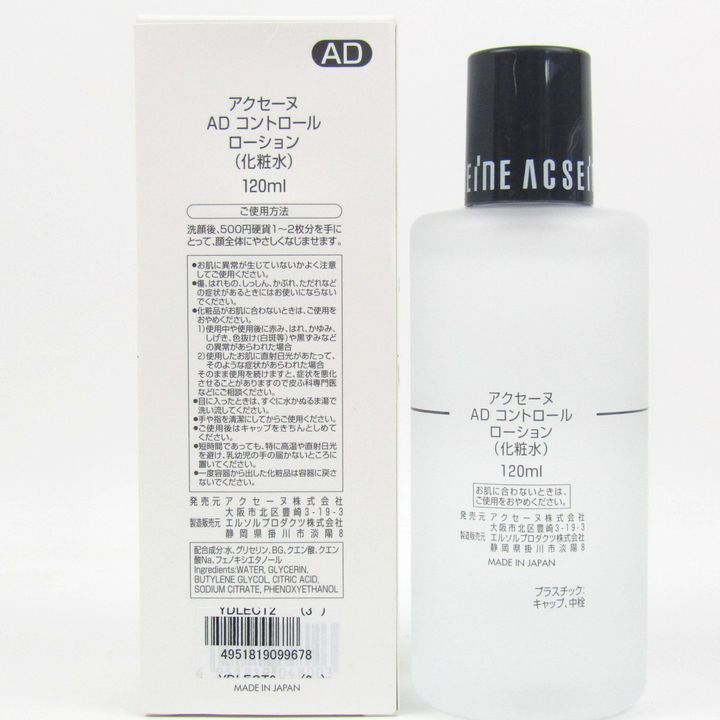 AD
アクセーヌ
AD コントロール
ローション
(化粧水)
120ml
ご使用方法
洗顔後、500円硬貨1〜2枚分を手に
とって、顔全体にやさしくなじませます。
●お肌に異常が生じていないかよく注意
してご使用ください。
●傷、はれもの、しっしん、かぶれ、ただれなど
の症状があるときにはお使いにならない
でください。
●化粧品がお肌に合わないときは、ご使用を
おやめください。
1)使用中や使用後に赤み、はれ、かゆみ、
しげき、色抜け(白斑等)や黒ずみなど
の異常があらわれた場合
2)使用したお肌に直射日光があたって、
そのような症状があらわれた場合
そのまま使用を続けますと、症状を悪化
させることがありますので皮ふ科専門医
などにご相談ください。
●目に入ったときは、すぐに水かぬるま湯で
洗い流してください。
●手や指を清潔にしてからご使用ください。
●ご使用後はキャップをきちんとしめて
ください。
●短時間であっても、特に高温や直射日光
を避け、乳幼児の手の届かないところに
置いてください。
●一度容器から出した化粧品は容器に戻さ
ないでください。
発売元 アクセーヌ株式会社
大阪市北区豊崎3-19-3
製造販売元 エルソルプロダクツ株式会社
静岡県掛川市淡陽8
配合成分:水、グリセリン、BG、クエン酸、クエン
酸Na、フェノキシエタノール
Ingredients:WATER, GLYCERIN,
BUTYLENE GLYCOL, CITRIC ACID,
SODIUM CITRATE, PHENOXYETHANOL
YDLECT2 (3 )
4951819099678
MADE IN JAPAN
EINE ACSEI
アクセーヌ
AD コントロール
ローション
(化粧水)
120ml
お肌に合わないときは、
ご使用をおやめください。
発売元 アクセーヌ株式会社
大阪市北区豊崎3-19-3
製造販売元 エルソルプロダクツ株式会社
静岡県掛川市淡陽8
MADE IN JAPAN
プラスチック:
キャップ、中栓